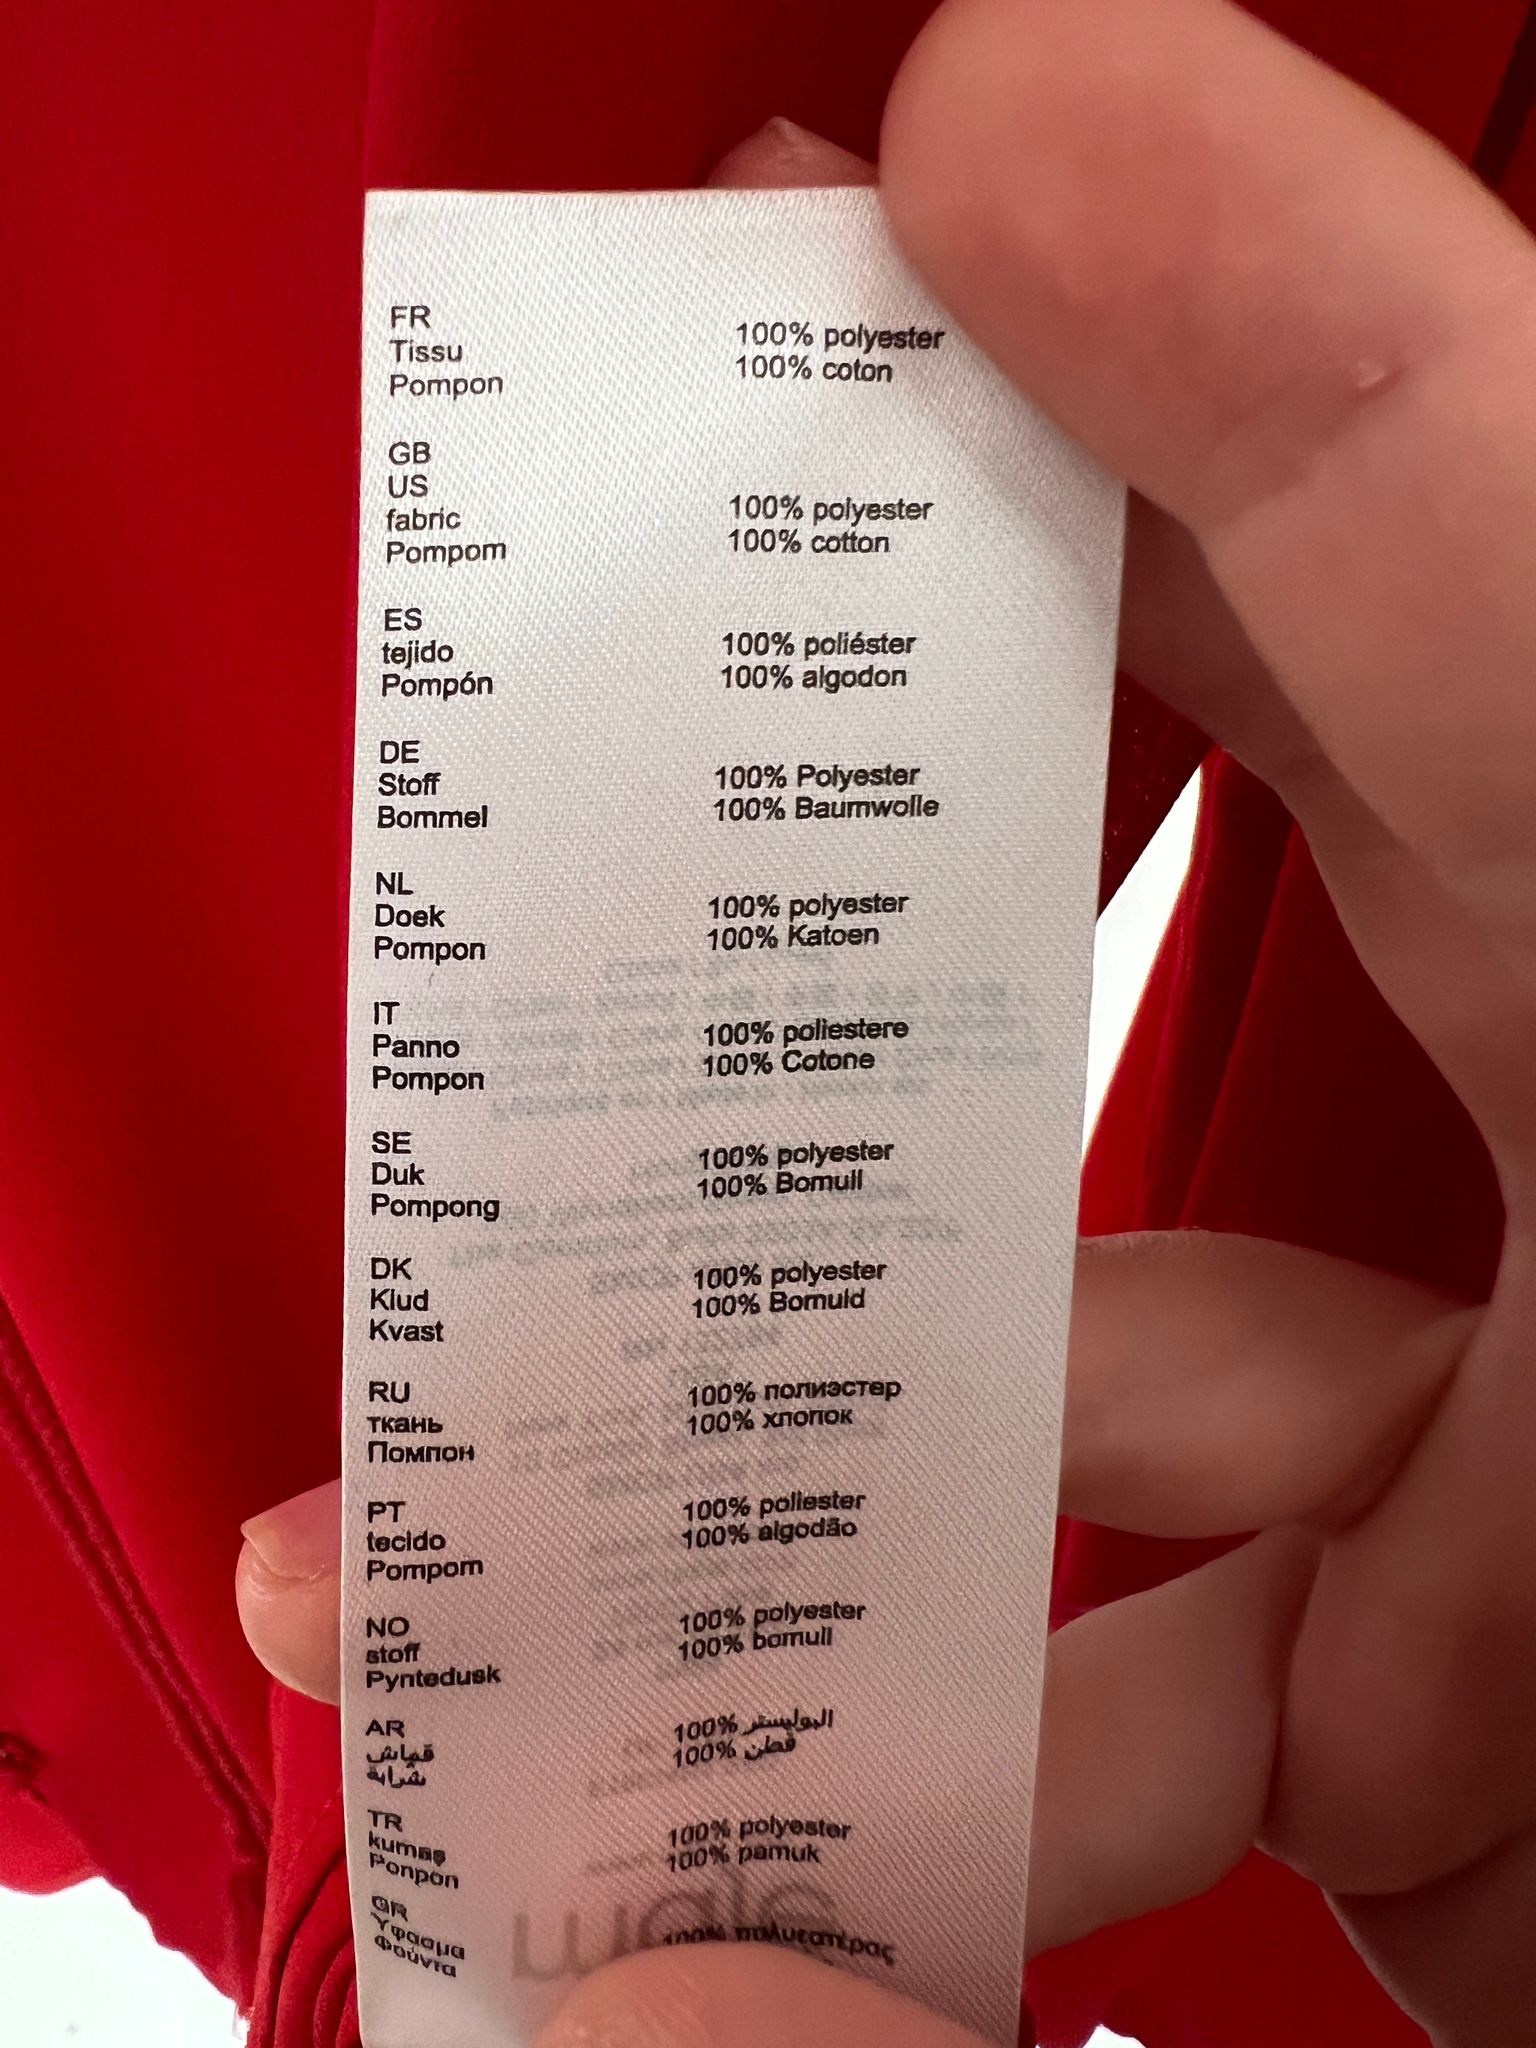 FR
Tissu 100% polyester
Pompon 100% coton
GB
US
fabric 100% polyester
Pompom 100% cotton
ES
tejido 100% poliéster
Pompón 100% algodon
DE
Stoff 100% Polyester
Bommel 100% Baumwolle
NL
Doek 100% polyester
Pompon 100% Katoen
IT
Panno 100% poliestere
Pompon 100% Cotone
SE
Duk 100% polyester
Pompong 100% Bomull
DK
Klud 100% polyester
Kvast 100% Bomuld
RU
ткань 100% полиэстер
Помпон 100% хлопок
PT
tecido 100% poliester
Pompom 100% algodão
NO
stoff 100% polyester
Pyntedusk 100% bomull
AR
قماش 100% البوليستر
شرابة 100% قطن
TR
kumaş 100% polyester
Ponpon 100% pamuk
GR
Ύφασμα 100% πολυεστέρας
Φούντα